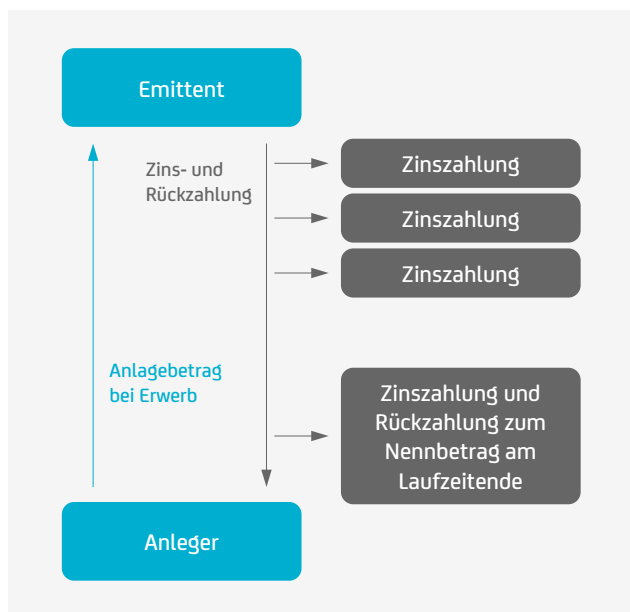 Emittent
Zins- und
Rückzahlung
Zinszahlung
Zinszahlung
Zinszahlung
Anlagebetrag
bei Erwerb
Zinszahlung und
Rückzahlung zum
Nennbetrag am
Laufzeitende
Anleger